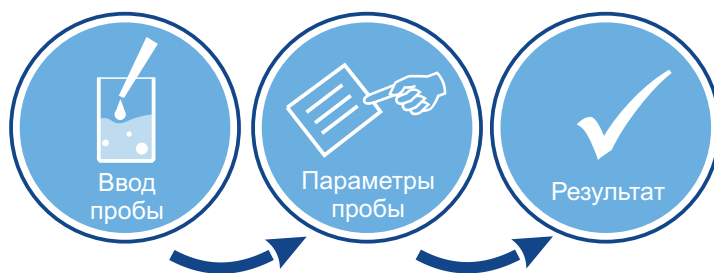 Ввод
пробы
Параметры
пробы
Результат